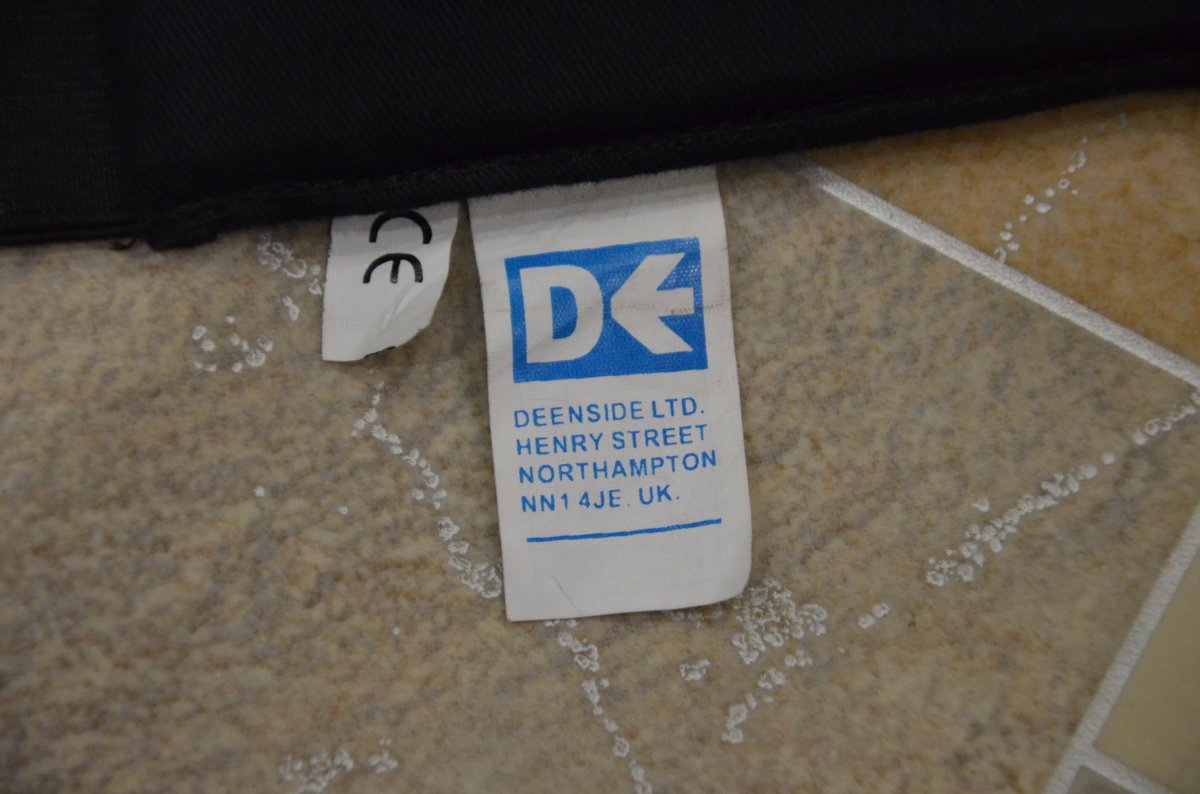 CE
DE
DEENSIDE LTD.
HENRY STREET
NORTHAMPTON
NN1 4JE. UK.